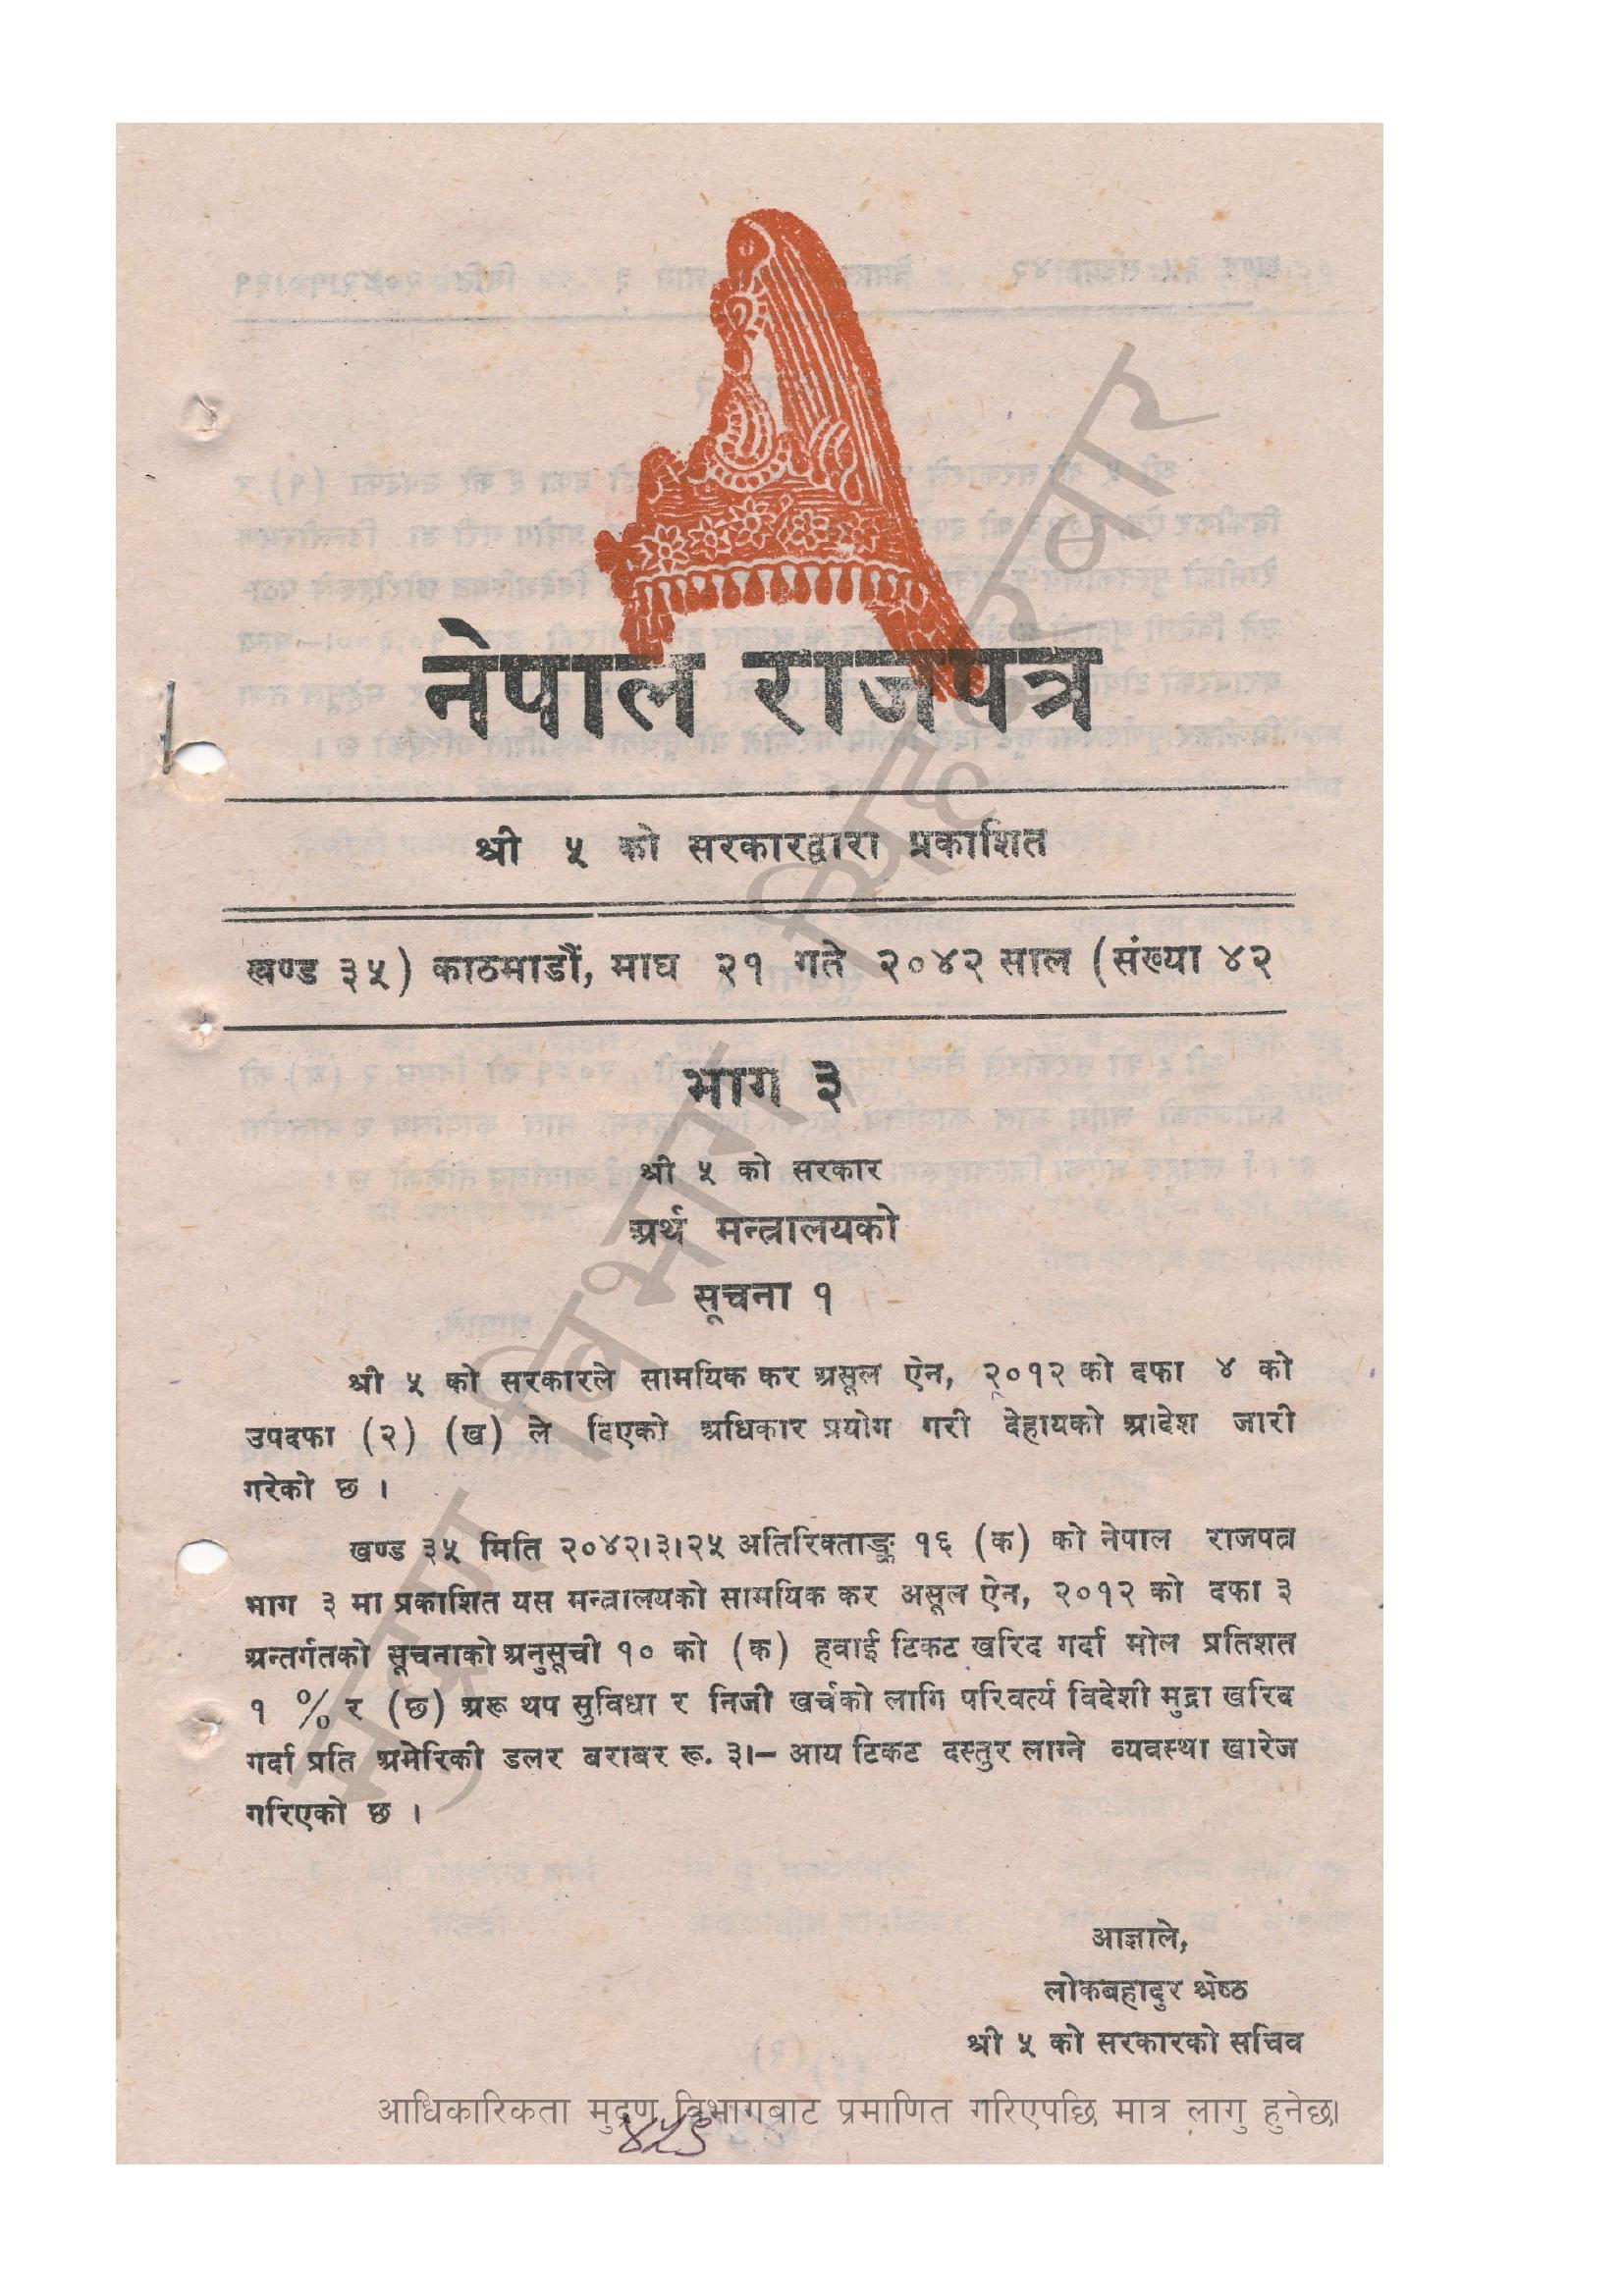 नेपाल राजपत्र
श्री ५ को सरकारद्वारा प्रकाशित
खण्ड ३५) काठमाडौं, माघ २१ गते २०४२ साल (संख्या ४२
भाग ३
श्री ५ को सरकार
अर्थ मन्त्रालयको
सूचना १
श्री ५ को सरकारले सामयिक कर असूल ऐन, २०१२ को दफा ४ को
उपदफा (२) (ख) ले दिएको अधिकार प्रयोग गरी देहायको आदेश जारी
गरेको छ ।
खण्ड ३५ मिति २०४२।३।२५ अतिरिक्ताङ्क १६ (क) को नेपाल राजपत्र
भाग ३ मा प्रकाशित यस मन्त्रालयको सामयिक कर असूल ऐन, २०१२ को दफा ३
अन्तर्गतको सूचनाको अनुसूची १० को (क) हवाई टिकट खरिद गर्दा मोल प्रतिशत
१ % र (छ) अरू थप सुविधा र निजी खर्चको लागि परिवर्त्य विदेशी मुद्रा खरिद
गर्दा प्रति अमेरिकी डलर बराबर रू. ३।– आय टिकट दस्तुर लाग्ने व्यवस्था खारेज
गरिएको छ ।
आज्ञाले,
लोकबहादुर श्रेष्ठ
श्री ५ को सरकारको सचिव
आधिकारिकता मुद्रण विभागबाट प्रमाणित गरिएपछि मात्र लागु हुनेछ।
४५९